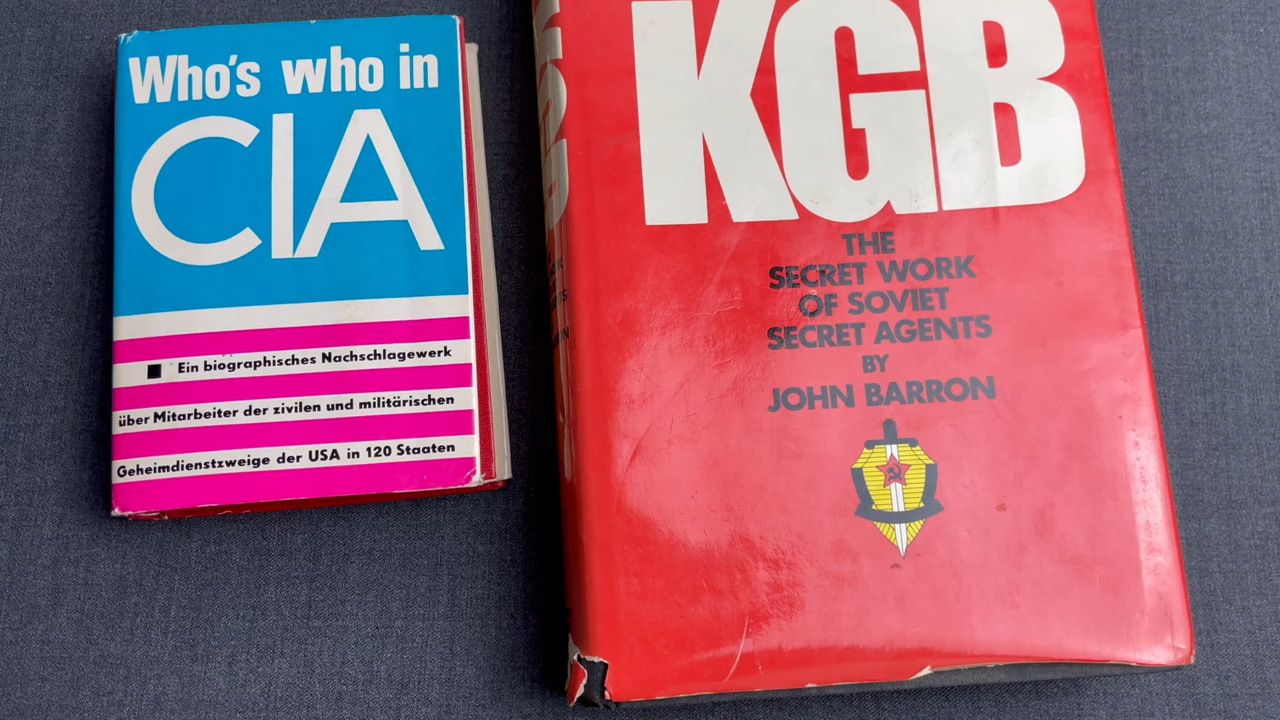 Who's who in
CIA
Ein biographisches Nachschlagewerk
über Mitarbeiter der zivilen und militärischen
Geheimdienstzweige der USA in 120 Staaten
KGB
THE
SECRET WORK
OF SOVIET
SECRET AGENTS
BY
JOHN BARRON